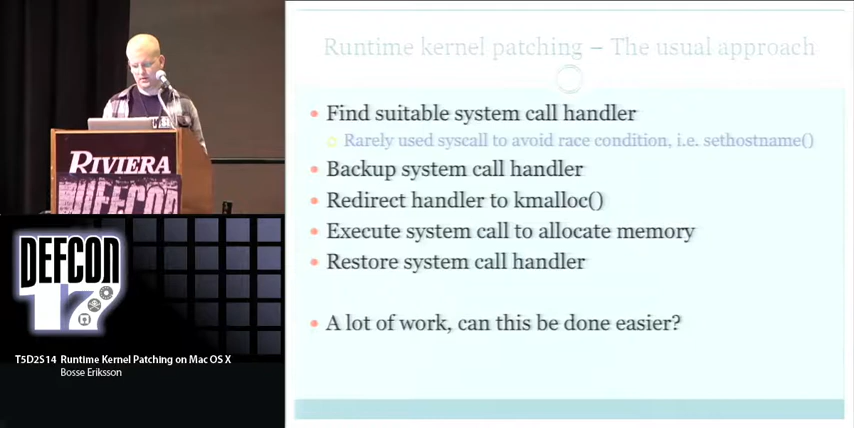 Runtime kernel patching – The usual approach
Find suitable system call handler
Rarely used syscall to avoid race condition, i.e. sethostname()
Backup system call handler
Redirect handler to kmalloc()
Execute system call to allocate memory
Restore system call handler
A lot of work, can this be done easier?
RIVIERA
DEFCON
DEFCON
17
T5D2S14 Runtime Kernel Patching on Mac OS X
Bosse Eriksson